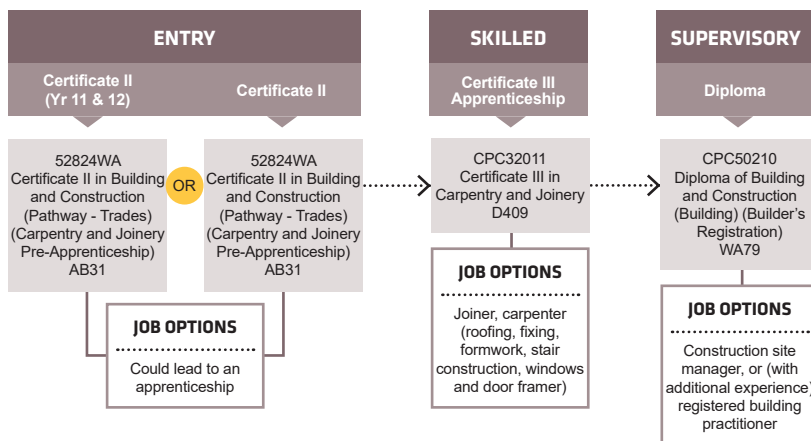 ENTRY
Certificate II
(Yr 11 & 12)
Certificate II
52824WA
Certificate II in Building
and Construction
(Pathway - Trades)
(Carpentry and Joinery
Pre-Apprenticeship)
AB31
OR
52824WA
Certificate II in Building
and Construction
(Pathway - Trades)
(Carpentry and Joinery
Pre-Apprenticeship)
AB31
JOB OPTIONS
Could lead to an
apprenticeship
SKILLED
Certificate III
Apprenticeship
CPC32011
Certificate III in
Carpentry and Joinery
D409
JOB OPTIONS
Joiner, carpenter
(roofing, fixing,
formwork, stair
construction, windows
and door framer)
SUPERVISORY
Diploma
CPC50210
Diploma of Building
and Construction
(Building) (Builder's
Registration)
WA79
JOB OPTIONS
Construction site
manager, or (with
additional experience)
registered building
practitioner